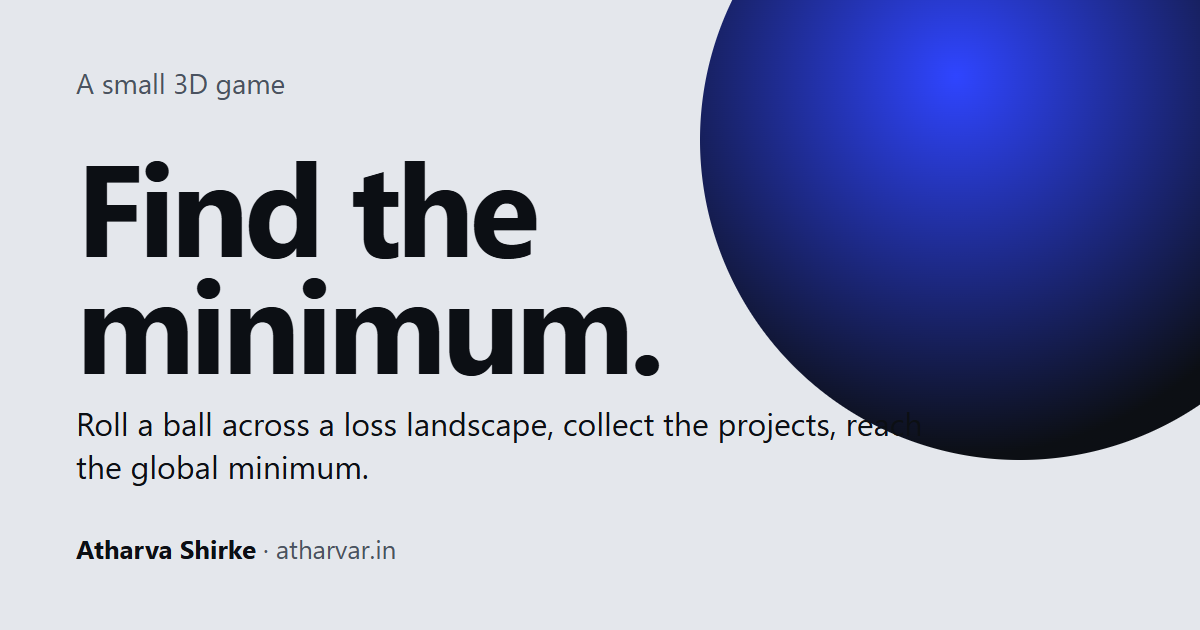 A small 3D game
Find the
minimum.
Roll a ball across a loss landscape, collect the projects, reach
the global minimum.
Atharva Shirke · atharvar.in